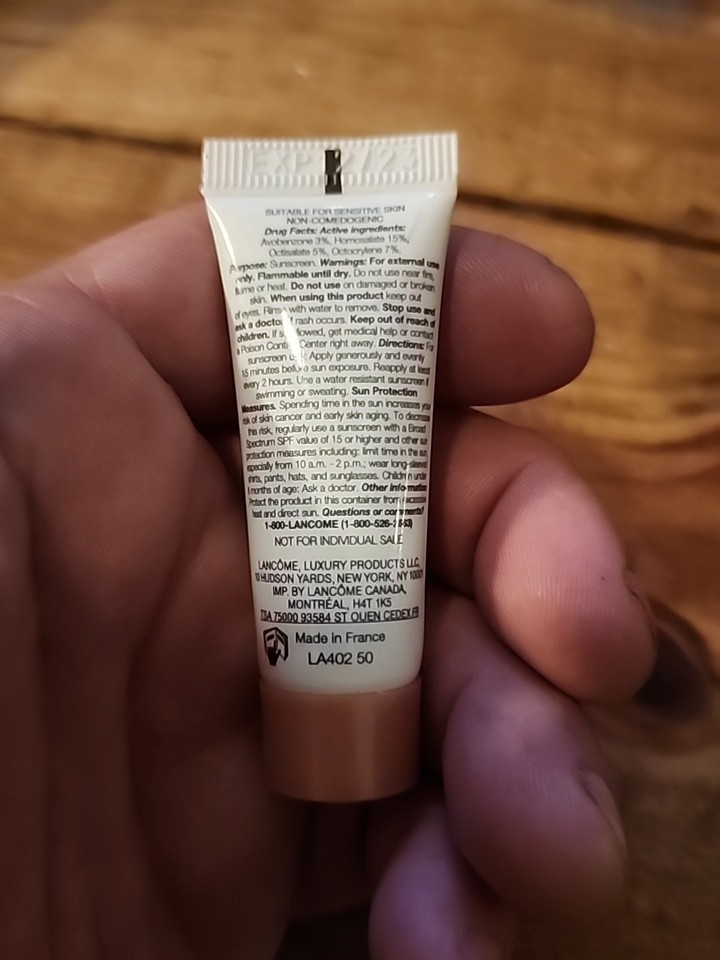 EXP 2/23
SUITABLE FOR SENSITIVE SKIN
NON-COMEDOGENIC
Drug Facts: Active Ingredients:
Avobenzone 3%, Homosalate 15%,
Octisalate 5%, Octocrylene 7%.
Purpose: Sunscreen. Warnings: For external use
only. Flammable until dry. Do not use near fire,
flame or heat. Do not use on damaged or broken
skin. When using this product keep out
of eyes. Rinse with water to remove. Stop use and
ask a doctor if rash occurs. Keep out of reach of
children. If swallowed, get medical help or contact
a Poison Control Center right away. Directions: For
sunscreen use: Apply generously and evenly
15 minutes before sun exposure. Reapply at least
every 2 hours. Use a water resistant sunscreen if
swimming or sweating. Sun Protection
Measures. Spending time in the sun increases your
risk of skin cancer and early skin aging. To decrease
this risk, regularly use a sunscreen with a Broad
Spectrum SPF value of 15 or higher and other sun
protection measures including: limit time in the sun,
especially from 10 a.m. - 2 p.m.; wear long-sleeved
shirts, pants, hats, and sunglasses. Children under
6 months of age: Ask a doctor. Other information
Protect the product in this container from excessive
heat and direct sun. Questions or comments?
1-800-LANCOME
NOT FOR INDIVIDUAL SALE
LANCÔME, LUXURY PRODUCTS LLC,
10 HUDSON YARDS, NEW YORK, NY 10001
IMP. BY LANCÔME CANADA,
MONTRÉAL, H4T 1K5
TSA 75000 93584 ST OUEN CEDEX FR
Made in France
LA402 50